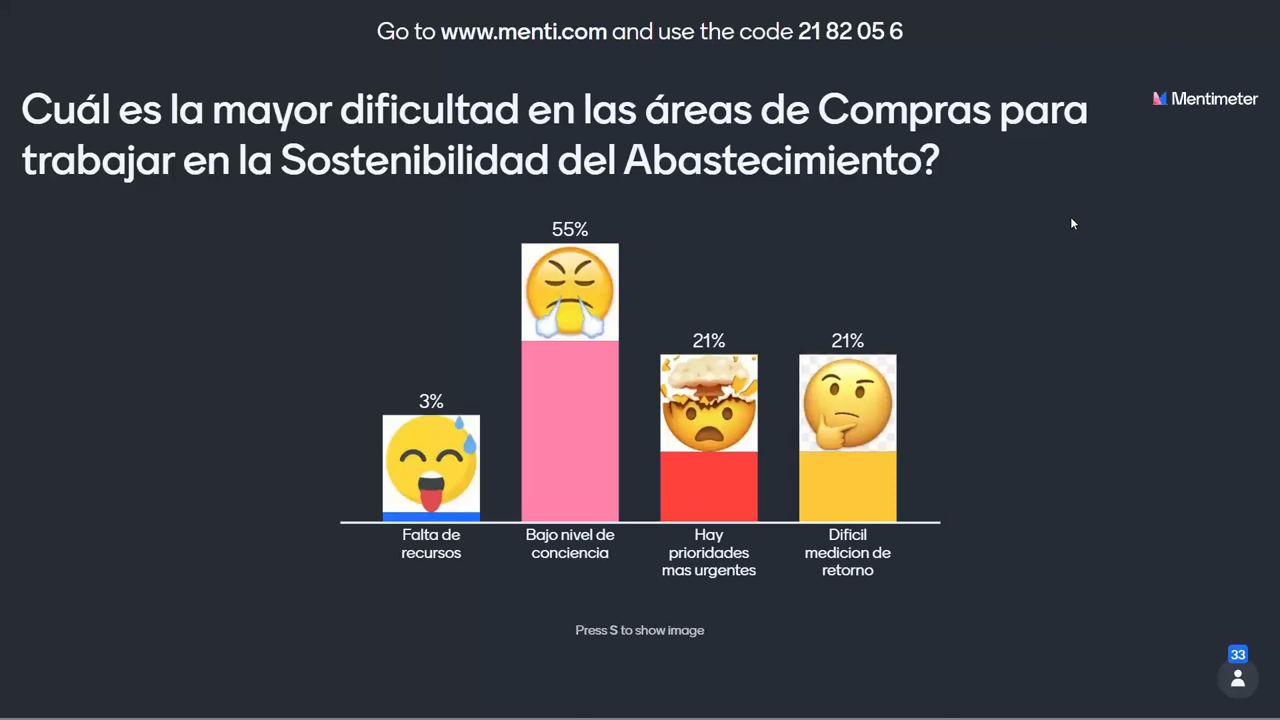 Go to www.menti.com and use the code 21 82 05 6
Cuál es la mayor dificultad en las áreas de Compras para
trabajar en la Sostenibilidad del Abastecimiento?
Mentimeter
55%
21%
21%
3%
Falta de
recursos
Bajo nivel de
conciencia
Hay
prioridades
mas urgentes
Dificil
medicion de
retorno
Press S to show image
33